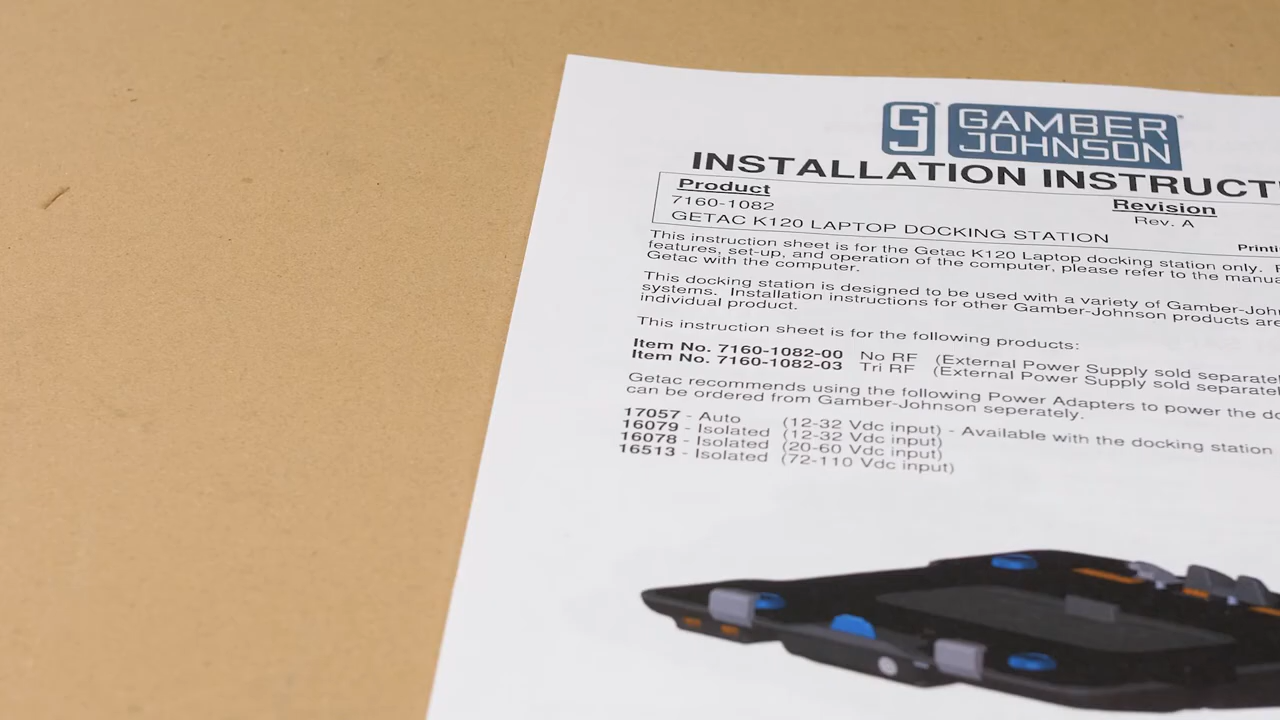 GJ GAMBER
JOHNSON
INSTALLATION INSTRUCT
Product
7160-1082
GETAC K120 LAPTOP DOCKING STATION
Revision
Rev. A
Printi
This instruction sheet is for the Getac K120 Laptop docking station only.
features, set-up, and operation of the computer, please refer to the manua
Getac with the computer.
This docking station is designed to be used with a variety of Gamber-Joh
systems. Installation instructions for other Gamber-Johnson products are
individual product.
This instruction sheet is for the following products:
Item No. 7160-1082-00 No RF (External Power Supply sold separatel
Item No. 7160-1082-03 Tri RF (External Power Supply sold separatel
Getac recommends using the following Power Adapters to power the do
can be ordered from Gamber-Johnson seperately.
17057 - Auto (12-32 Vdc input) - Available with the docking station
16079 - Isolated (12-32 Vdc input)
16078 - Isolated (20-60 Vdc input)
16513 - Isolated (72-110 Vdc input)